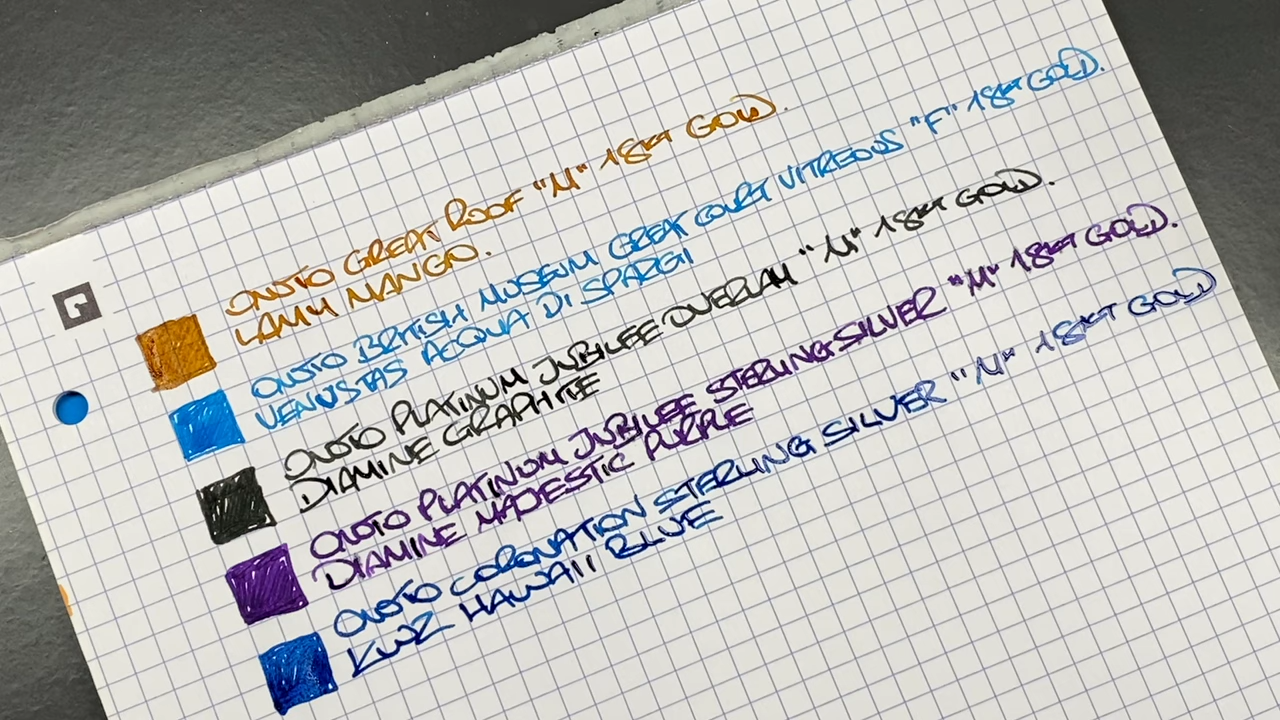 ONOTO GREAT ROOF "M" 18KT GOLD.
LAMY MANGO.
ONOTO BRITISH MUSEUM GREAT COURT VITREOUS "F" 18KT GOLD.
VENUSTAS ACQUA DI SPARGI
ONOTO PLATINUM JUBILEE OVERLAY "M" 18KT GOLD.
DIAMINE GRAPHITE
ONOTO PLATINUM JUBILEE STERLING SILVER "M" 18KT GOLD.
DIAMINE MAJESTIC PURPLE
ONOTO CORONATION STERLING SILVER "M" 18KT GOLD
KWZ HAWAII BLUE